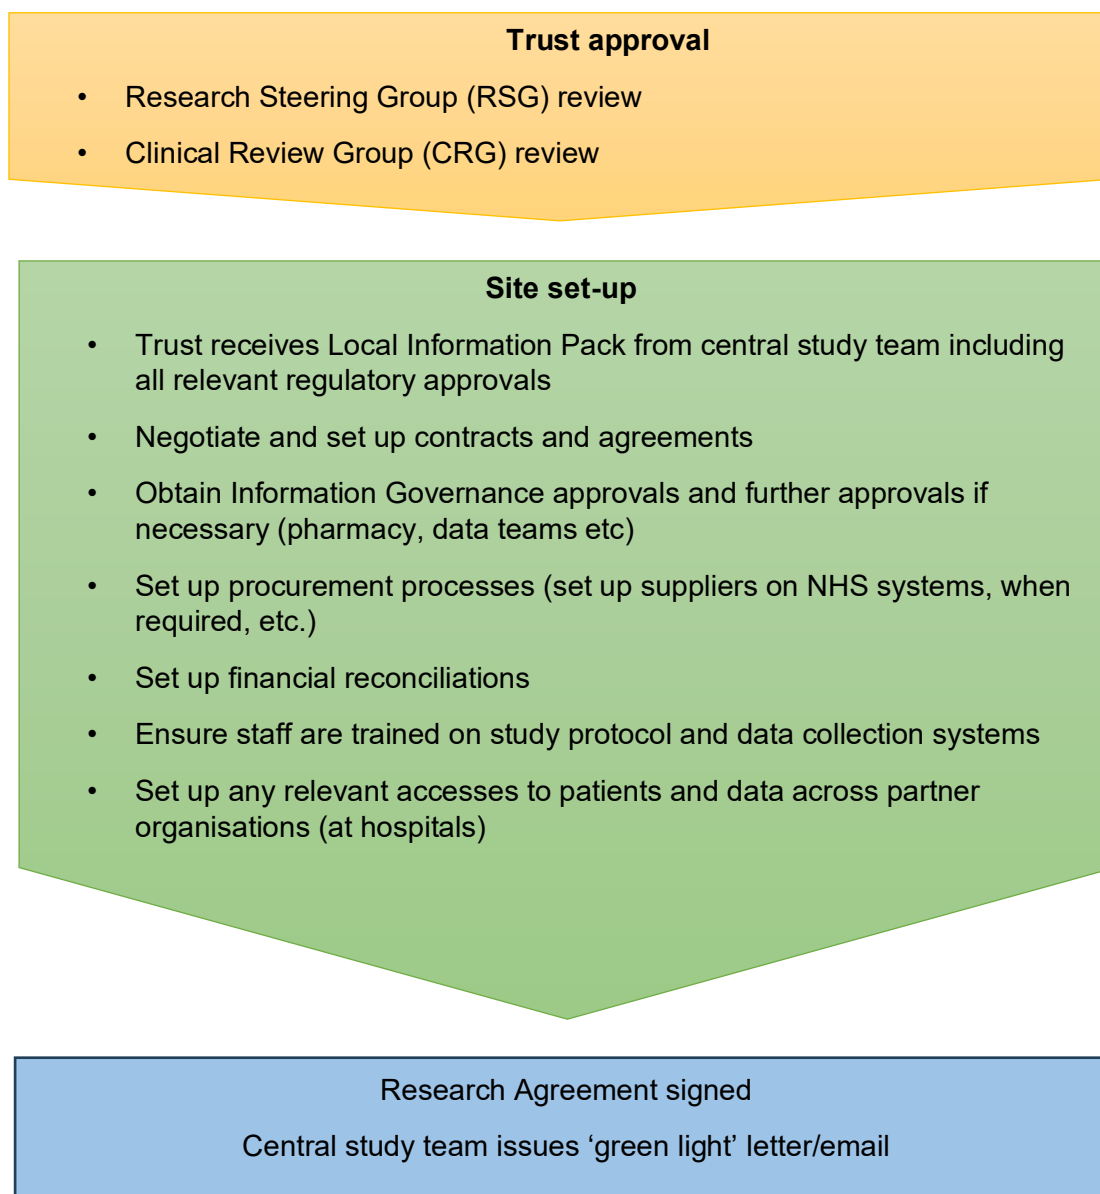 Trust approval
• Research Steering Group (RSG) review
• Clinical Review Group (CRG) review
Site set-up
• Trust receives Local Information Pack from central study team including
all relevant regulatory approvals
• Negotiate and set up contracts and agreements
• Obtain Information Governance approvals and further approvals if
necessary (pharmacy, data teams etc)
• Set up procurement processes (set up suppliers on NHS systems, when
required, etc.)
• Set up financial reconciliations
• Ensure staff are trained on study protocol and data collection systems
• Set up any relevant accesses to patients and data across partner
organisations (at hospitals)
Research Agreement signed
Central study team issues ‘green light’ letter/email